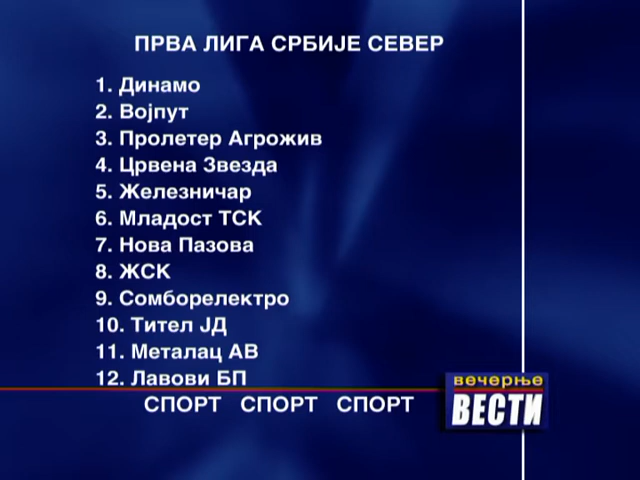 ПРВА ЛИГА СРБИЈЕ СЕВЕР
1. Динамо
2. Војпут
3. Пролетер Агрожив
4. Црвена Звезда
5. Железничар
6. Младост ТСК
7. Нова Пазова
8. ЖСК
9. Сомборелектро
10. Тител ЈД
11. Металац АВ
12. Лавови БП
СПОРТ СПОРТ СПОРТ
вечерње
ВЕСТИ